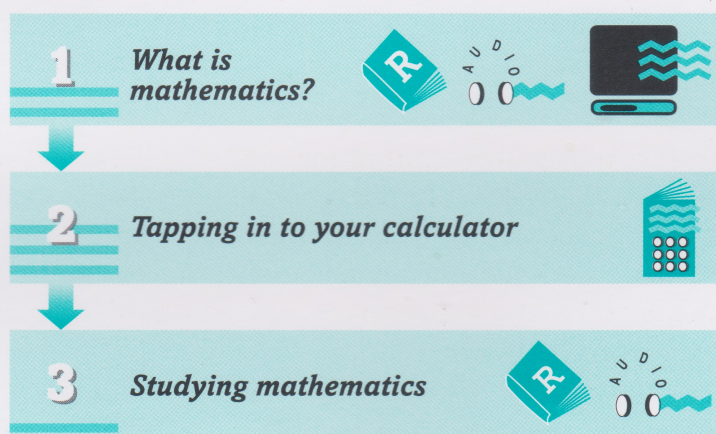 1
What is
mathematics?
R
AUDIO
2
Tapping in to your calculator
3
Studying mathematics
R
AUDIO